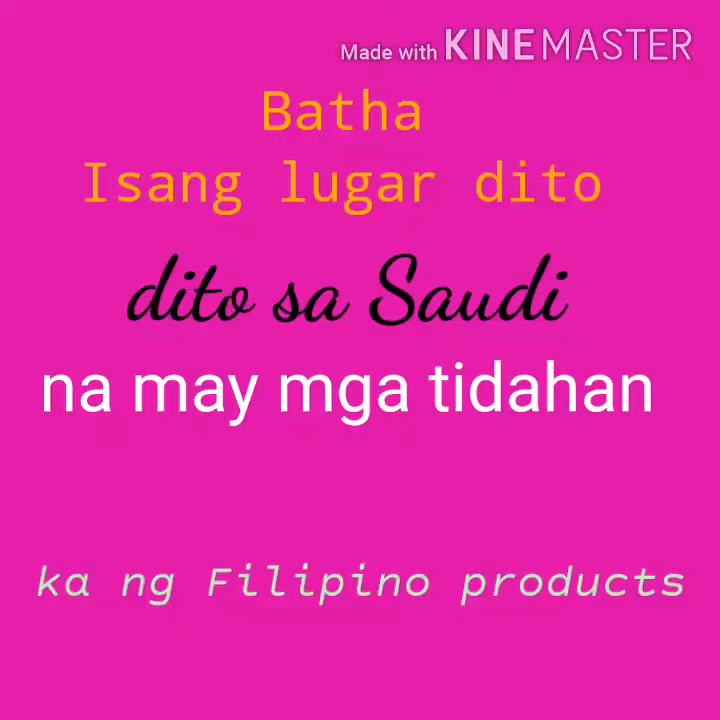 Made with KINEMASTER
Batha
Isang lugar dito
dito sa Saudi
na may mga tidahan
ka ng Filipino products